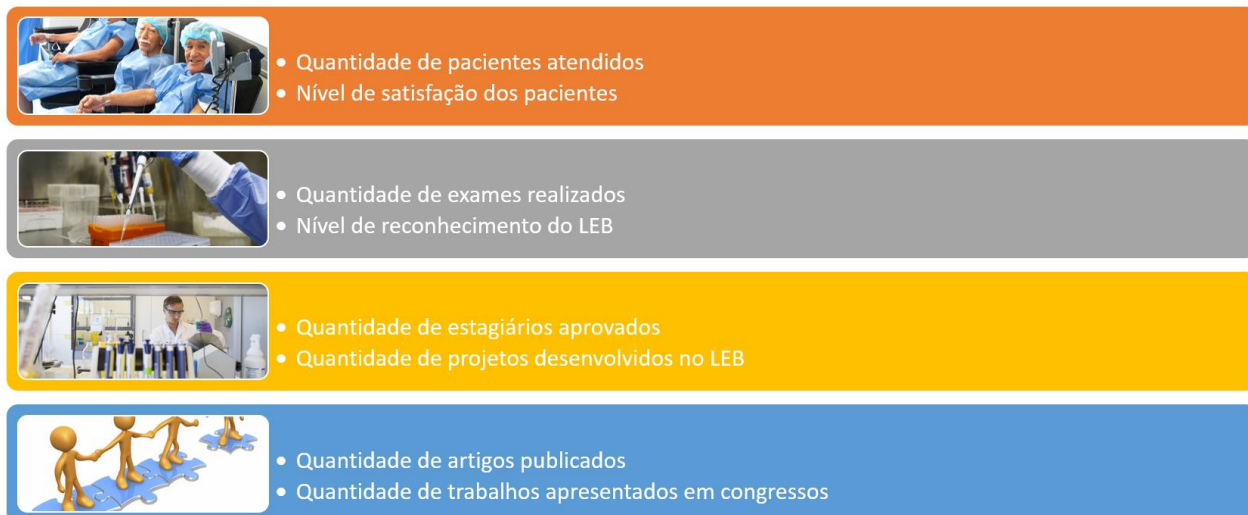 • Quantidade de pacientes atendidos
• Nível de satisfação dos pacientes
• Quantidade de exames realizados
• Nível de reconhecimento do LEB
• Quantidade de estagiários aprovados
• Quantidade de projetos desenvolvidos no LEB
• Quantidade de artigos publicados
• Quantidade de trabalhos apresentados em congressos